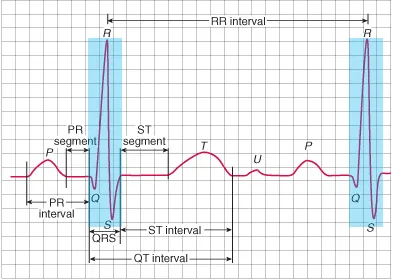 RR interval
R
R
PR
segment
ST
segment
P
T
U
P
Q
Q
PR
interval
S
S
QRS
ST interval
QT interval